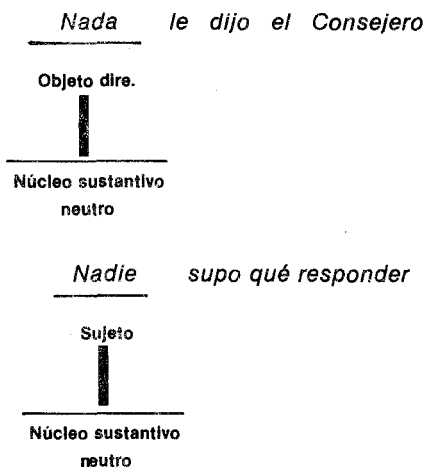 Nada le dijo el Consejero
Objeto dire.
Núcleo sustantivo
neutro
Nadie supo qué responder
Sujeto
Núcleo sustantivo
neutro